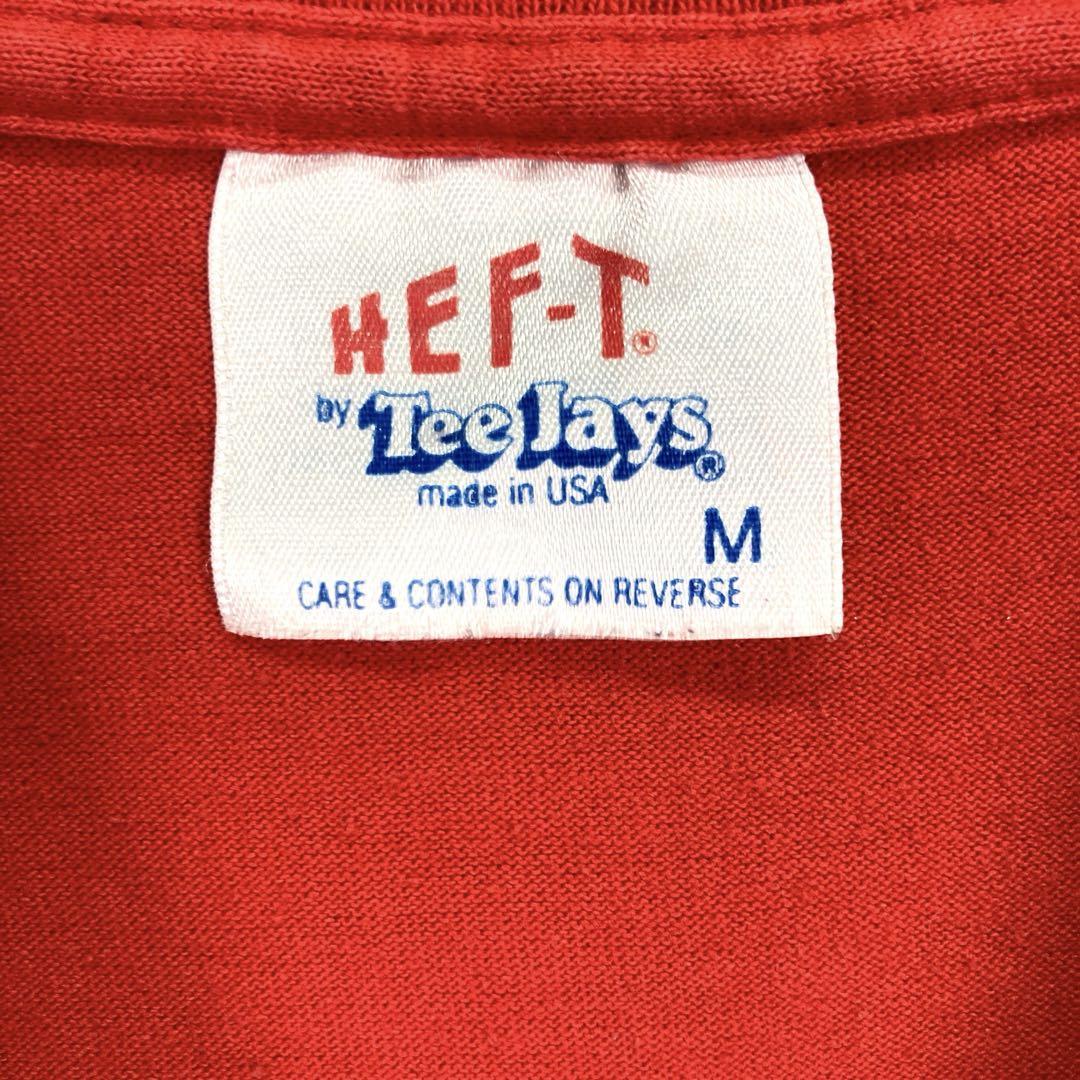 HEF-T®
by Tee Jays®
made in USA
M
CARE & CONTENTS ON REVERSE